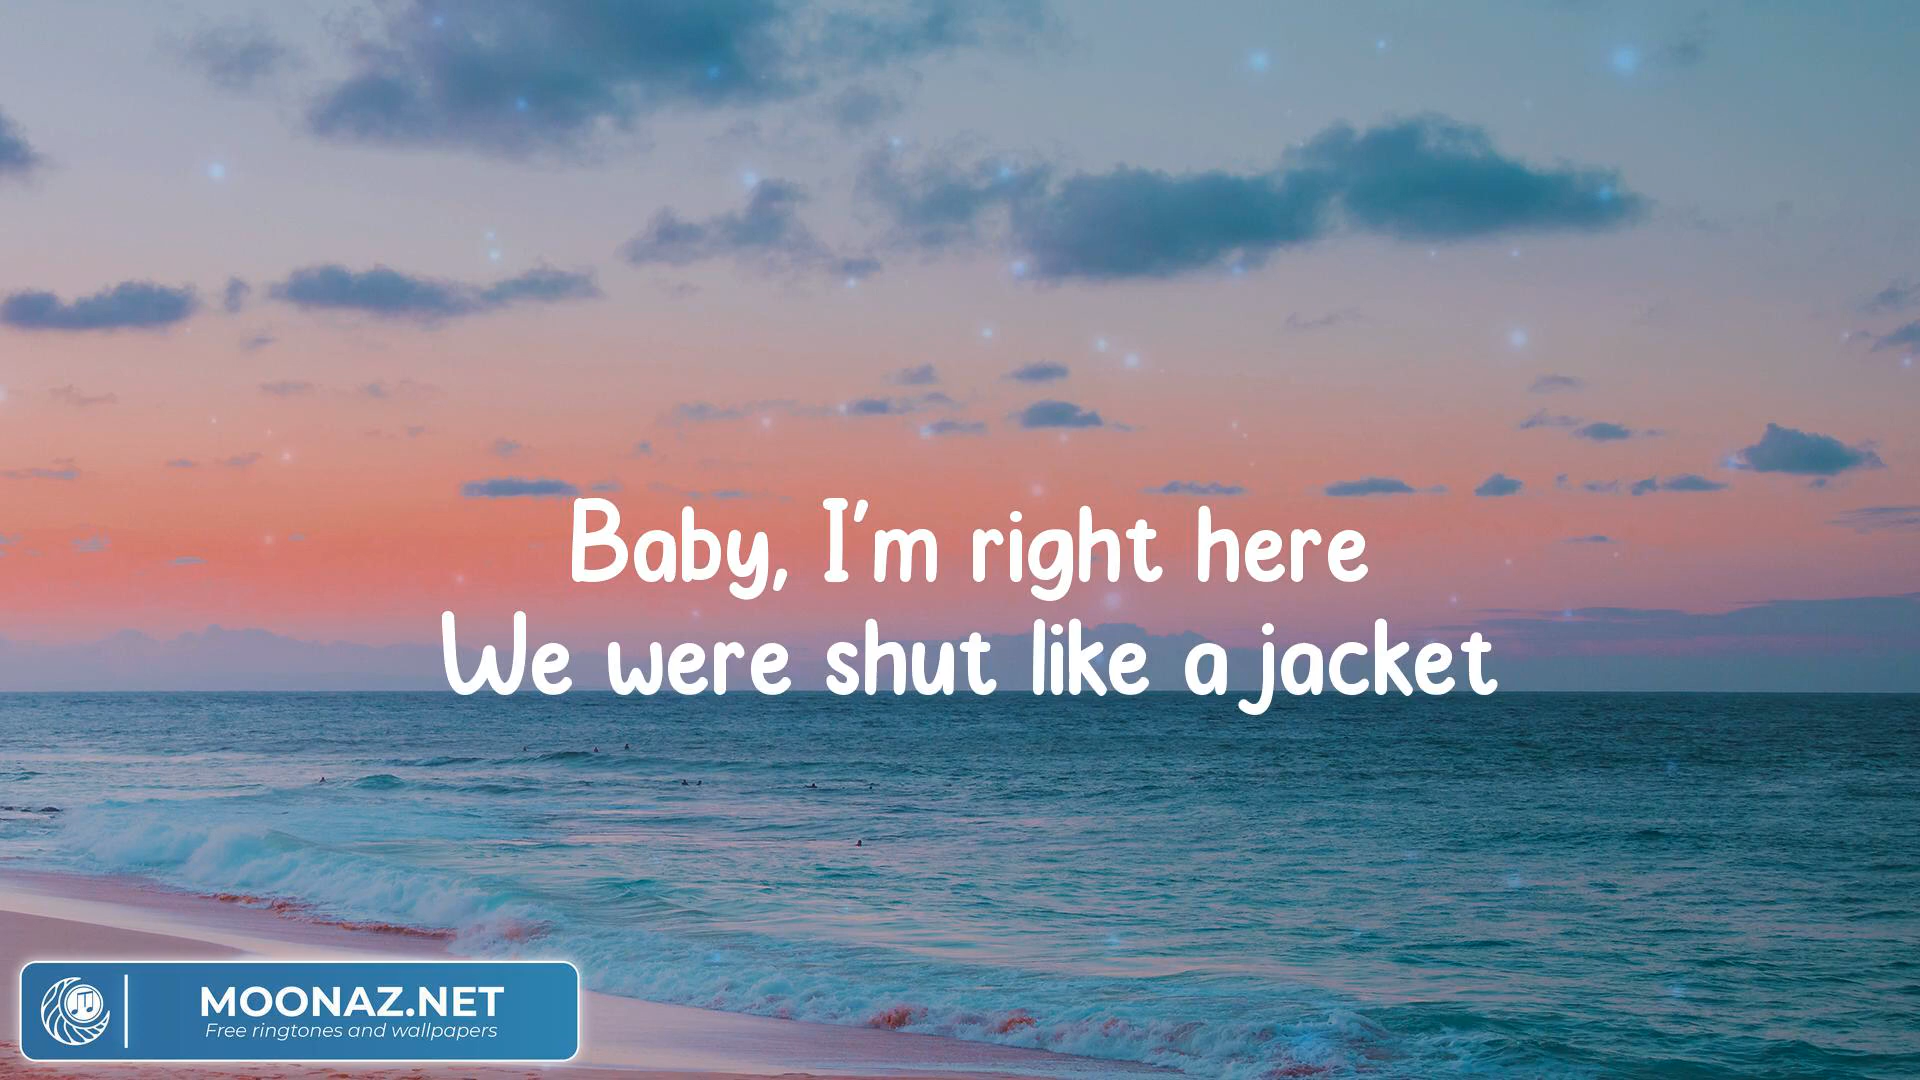 Baby, I'm right here
We were shut like a jacket
MOONAZ.NET
Free ringtones and wallpapers